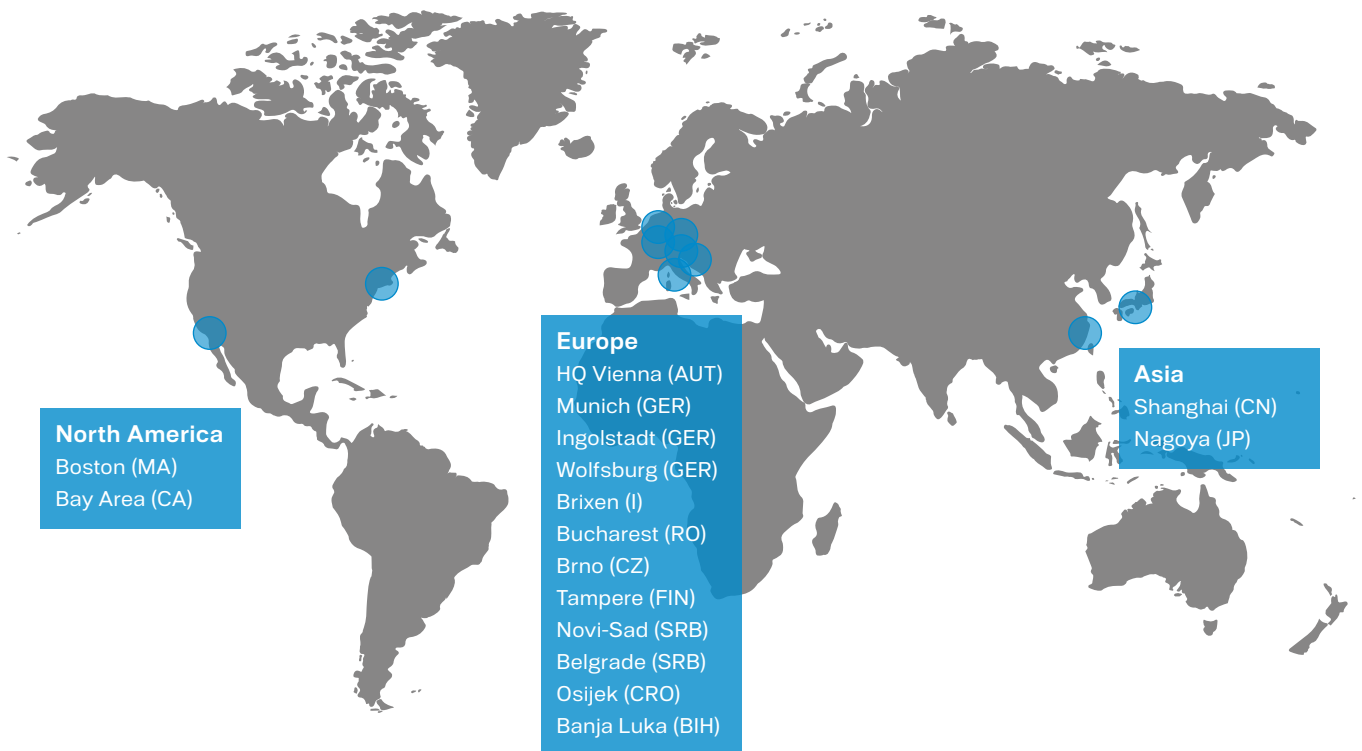 North America
Boston (MA)
Bay Area (CA)
Europe
HQ Vienna (AUT)
Munich (GER)
Ingolstadt (GER)
Wolfsburg (GER)
Brixen (I)
Bucharest (RO)
Brno (CZ)
Tampere (FIN)
Novi-Sad (SRB)
Belgrade (SRB)
Osijek (CRO)
Banja Luka (BIH)
Asia
Shanghai (CN)
Nagoya (JP)